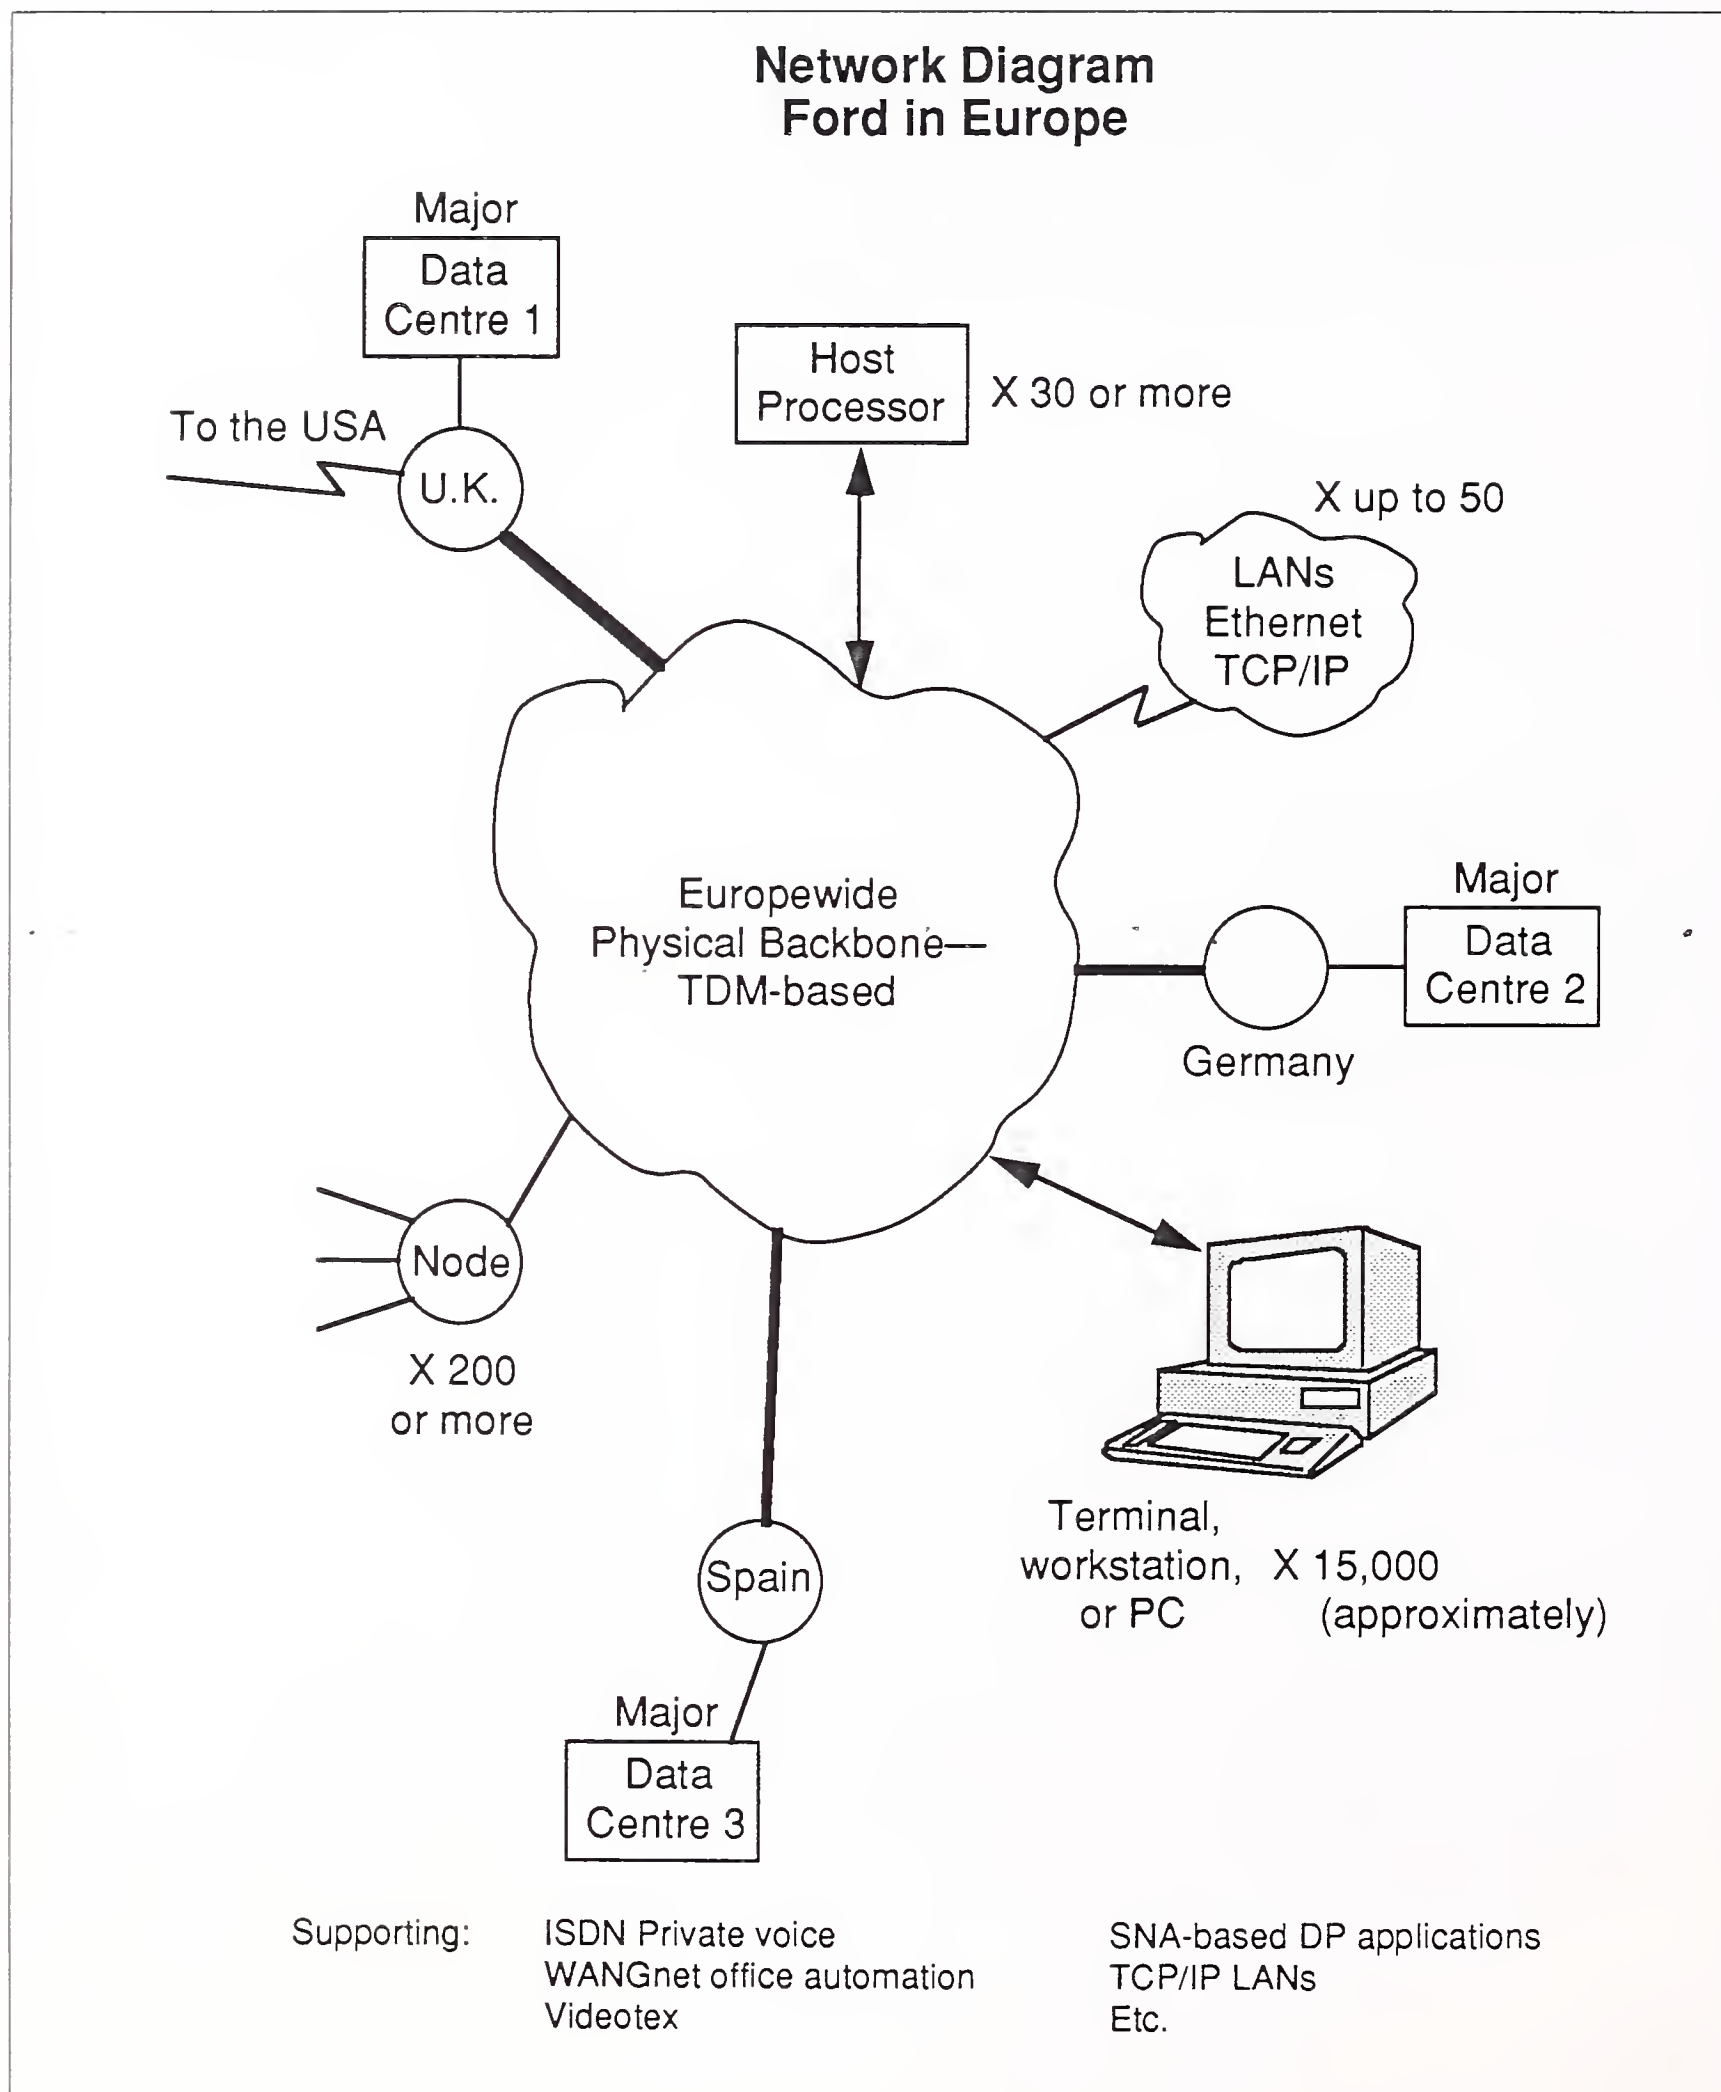 Network Diagram
Ford in Europe
Major
Data
Centre 1
To the USA
U.K.
Host
Processor
X 30 or more
X up to 50
LANs
Ethernet
TCP/IP
Europewide
Physical Backbone—
TDM-based
Major
Data
Centre 2
Germany
Node
X 200
or more
Terminal,
workstation, X 15,000
or PC (approximately)
Spain
Major
Data
Centre 3
Supporting: ISDN Private voice
WANGnet office automation
Videotex
SNA-based DP applications
TCP/IP LANs
Etc.